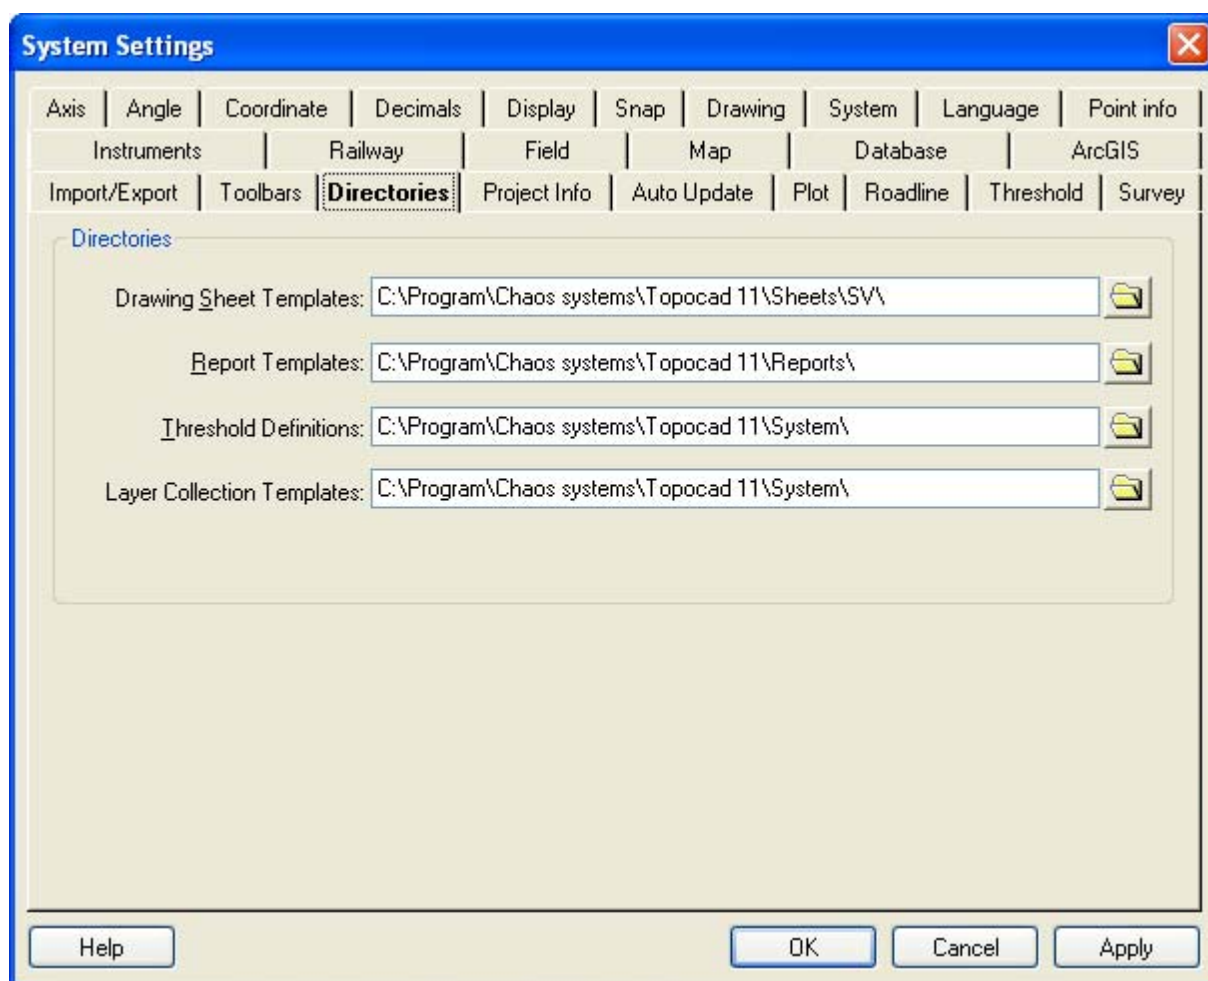 System Settings
Axis Angle Coordinate Decimals Display Snap Drawing System Language Point info
Instruments Railway Field Map Database ArcGIS
Import/Export Toolbars Directories Project Info Auto Update Plot Roadline Threshold Survey
Directories
Drawing Sheet Templates: C:\Program\Chaos systems\Topocad 11\Sheets\SV\
Report Templates: C:\Program\Chaos systems\Topocad 11\Reports\
Threshold Definitions: C:\Program\Chaos systems\Topocad 11\System\
Layer Collection Templates: C:\Program\Chaos systems\Topocad 11\System\
Help OK Cancel Apply